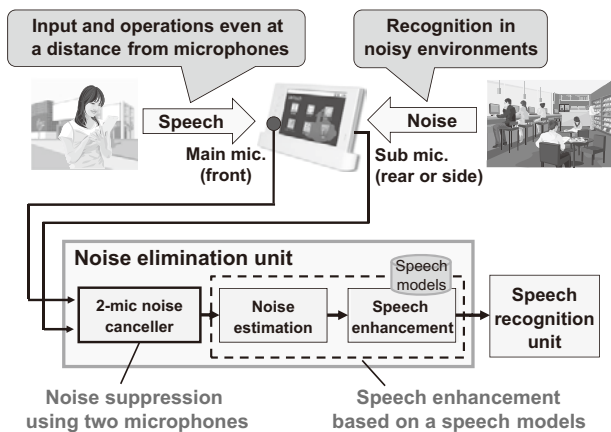 Input and operations even at
a distance from microphones
Recognition in
noisy environments
Speech
Noise
Main mic.
(front)
Sub mic.
(rear or side)
Noise elimination unit
Speech
models
2-mic noise
canceller
Noise
estimation
Speech
enhancement
Speech
recognition
unit
Noise suppression
using two microphones
Speech enhancement
based on a speech models